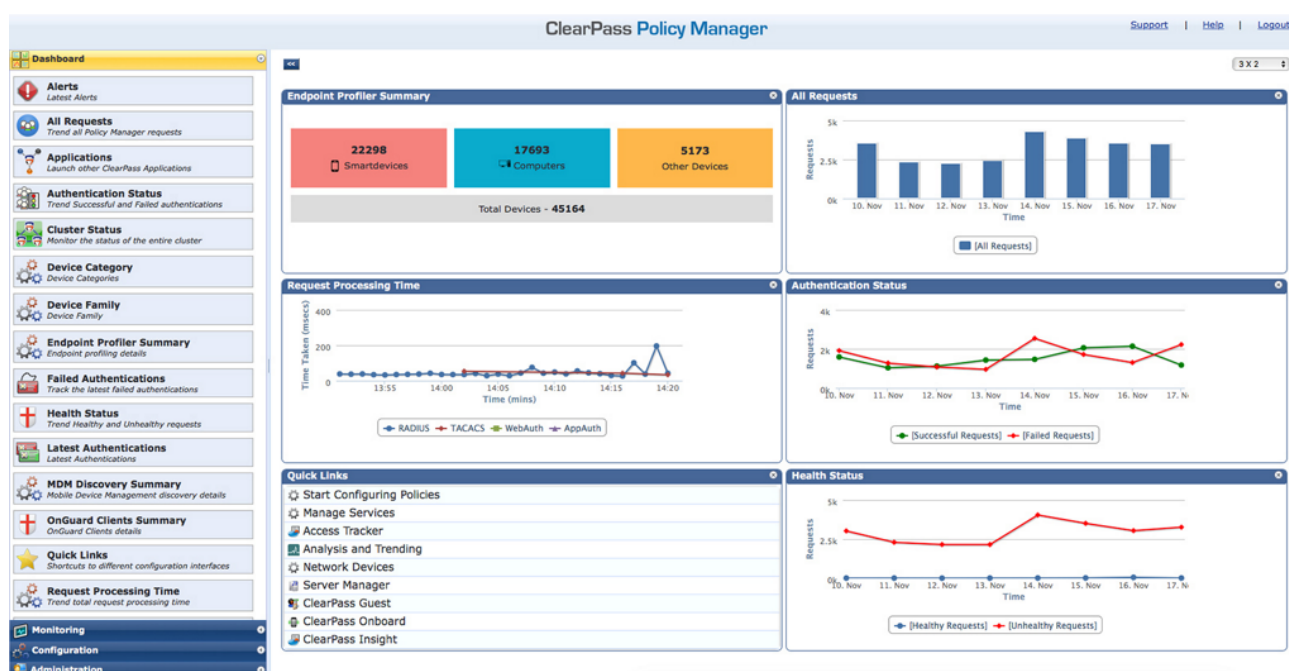 ClearPass Policy Manager
Support | Help | Logout
Dashboard
Alerts
Latest Alerts
All Requests
Trend all Policy Manager requests
Applications
Launch other ClearPass Applications
Authentication Status
Trend Successful and Failed authentications
Cluster Status
Monitor the status of the entire cluster
Device Category
Device Categories
Device Family
Device Family
Endpoint Profiler Summary
Endpoint profiling details
Failed Authentications
Track the latest failed authentications
Health Status
Trend Healthy and Unhealthy requests
Latest Authentications
Latest Authentications
MDM Discovery Summary
Mobile Device Management discovery details
OnGuard Clients Summary
OnGuard Clients details
Quick Links
Shortcuts to different configuration interfaces
Request Processing Time
Trend total request processing time
Monitoring
Configuration
Administration
3 X 2
Endpoint Profiler Summary
22298
Smartdevices
17693
Computers
5173
Other Devices
Total Devices - 45164
All Requests
5k
2.5k
0k
Requests
10. Nov 11. Nov 12. Nov 13. Nov 14. Nov 15. Nov 16. Nov 17. Nov
Time
[All Requests]
Request Processing Time
400
200
0
Time Taken (msecs)
13:55 14:00 14:05 14:10 14:15 14:20
Time (mins)
RADIUS TACACS WebAuth AppAuth
Authentication Status
4k
2k
0k
Requests
10. Nov 11. Nov 12. Nov 13. Nov 14. Nov 15. Nov 16. Nov 17. N
Time
[Successful Requests] [Failed Requests]
Quick Links
Start Configuring Policies
Manage Services
Access Tracker
Analysis and Trending
Network Devices
Server Manager
ClearPass Guest
ClearPass Onboard
ClearPass Insight
Health Status
5k
2.5k
0k
Requests
10. Nov 11. Nov 12. Nov 13. Nov 14. Nov 15. Nov 16. Nov 17. N
Time
[Healthy Requests] [Unhealthy Requests]